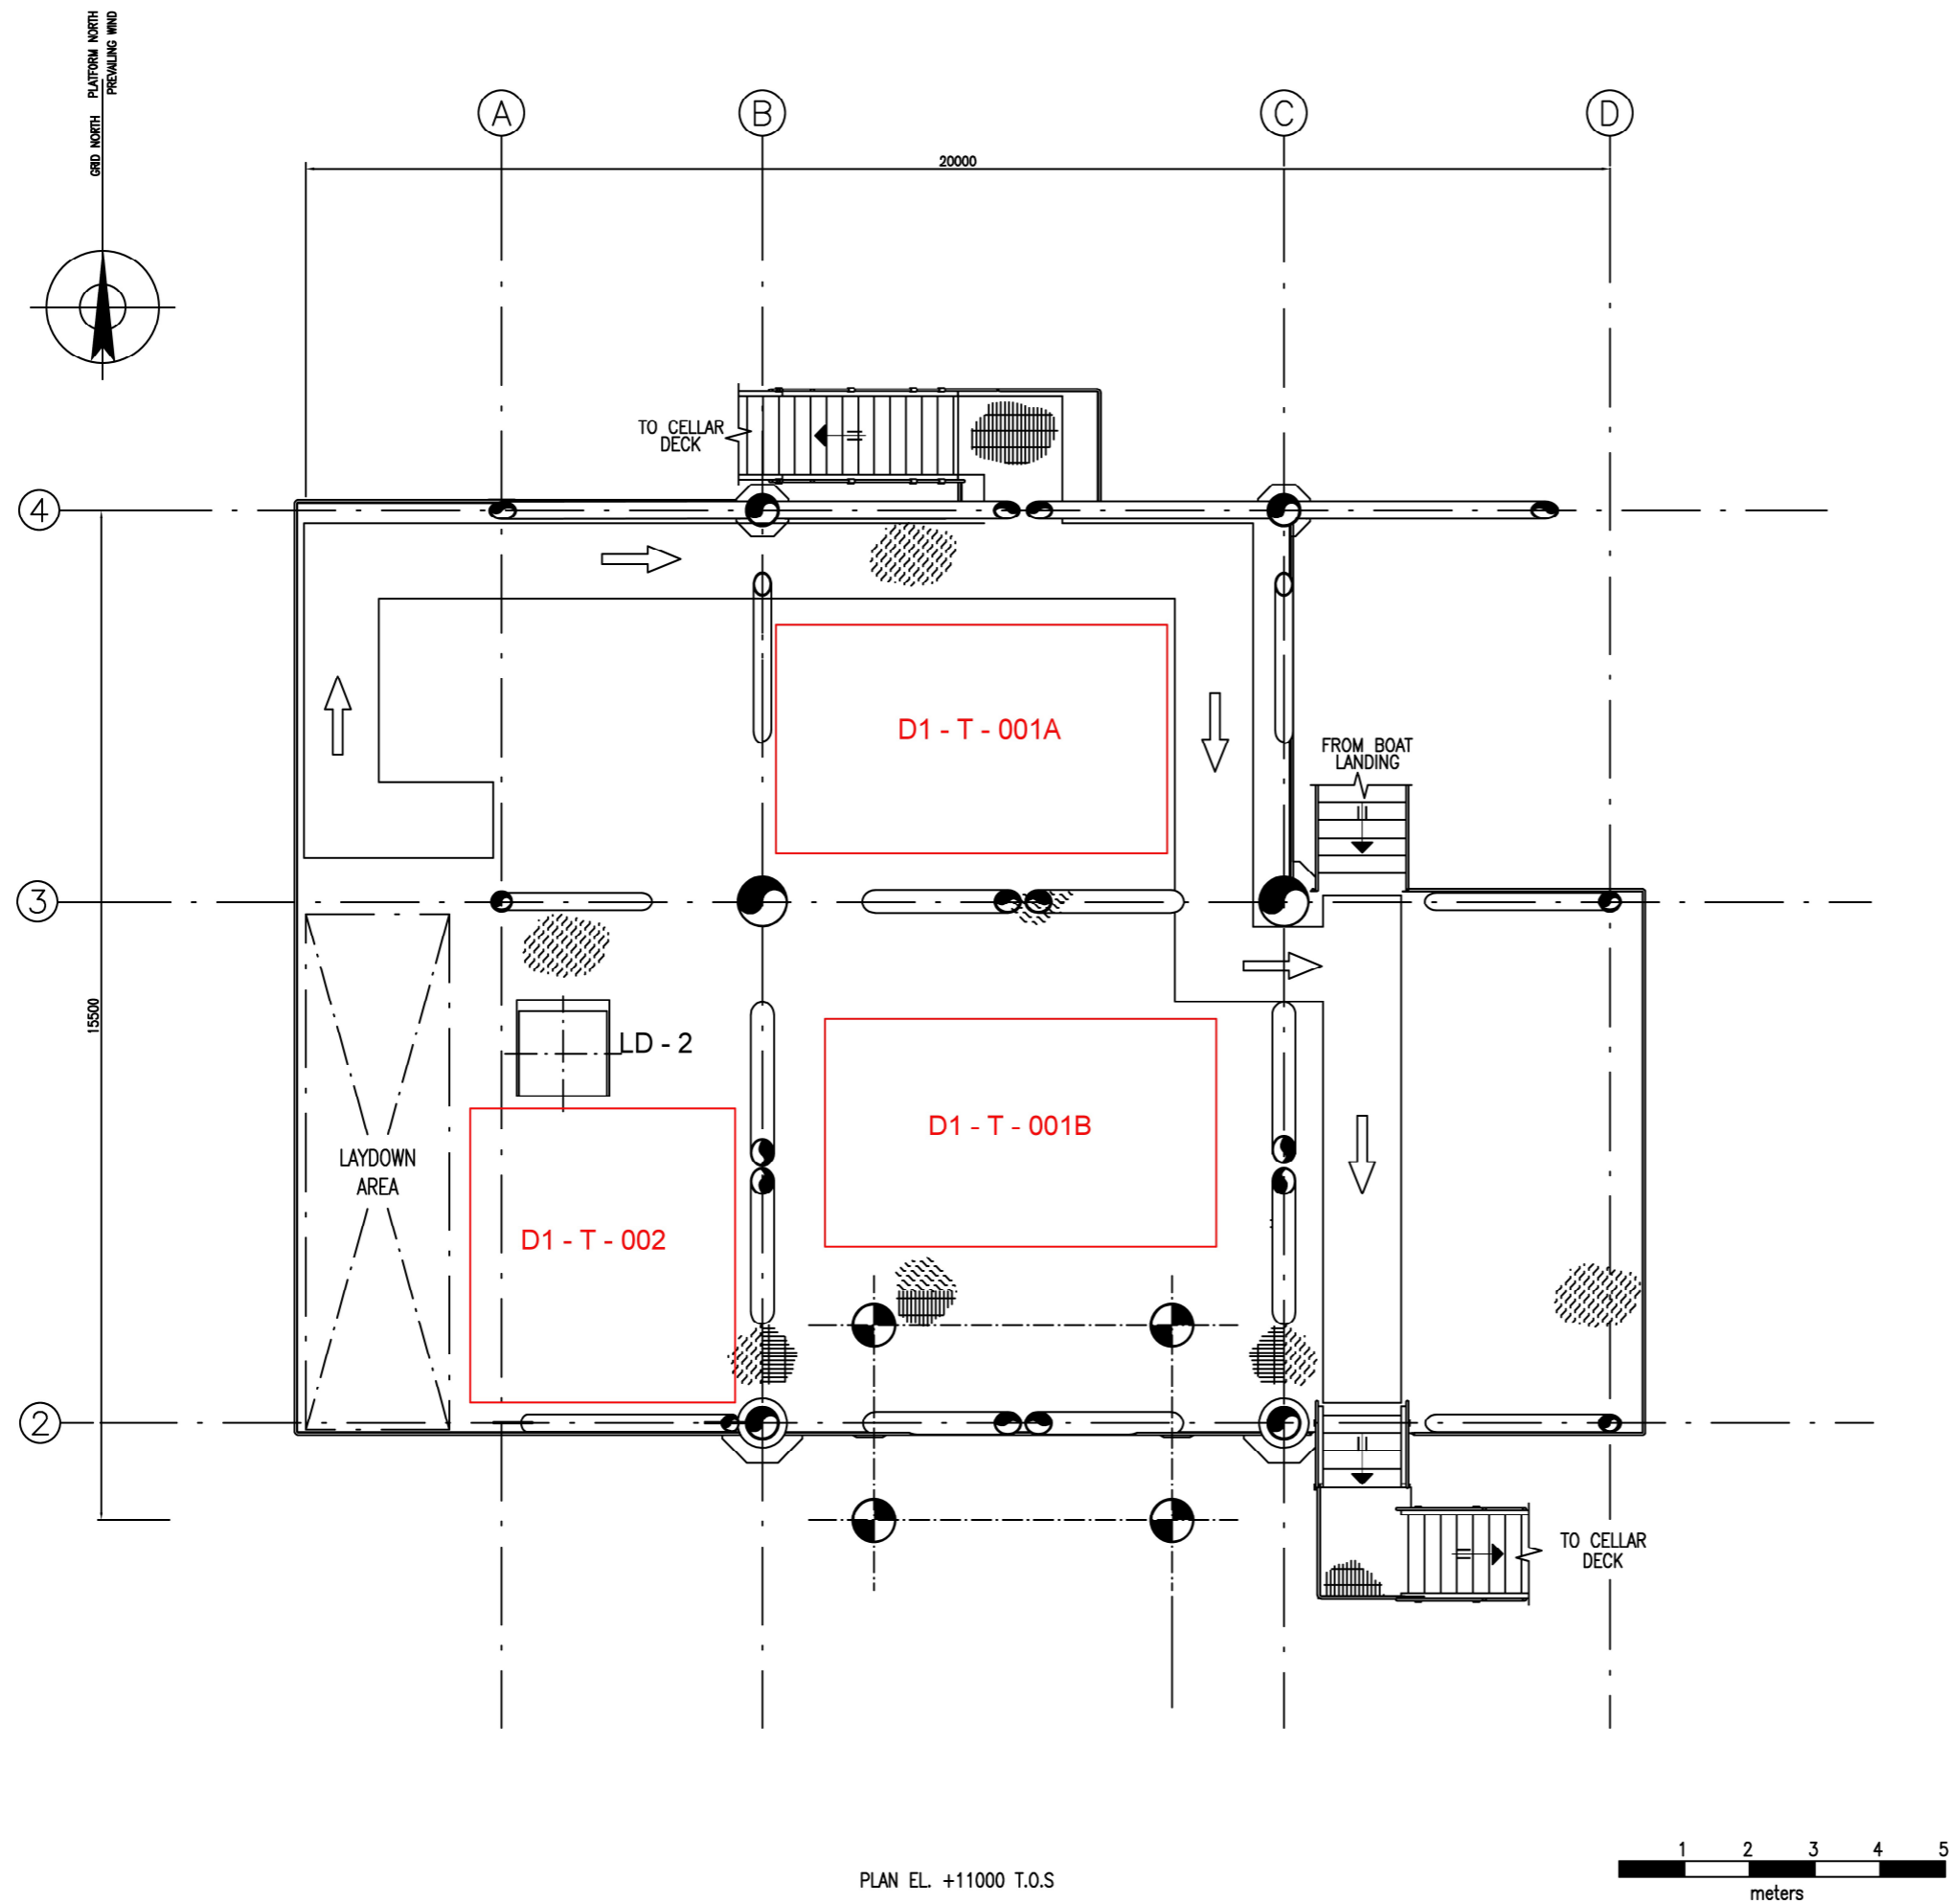 GRID NORTH
PLATFORM NORTH
PREVAILING WIND
A
B
C
D
20000
TO CELLAR
DECK
4
D1 - T - 001A
FROM BOAT
LANDING
3
15500
LD - 2
LAYDOWN
AREA
D1 - T - 001B
D1 - T - 002
2
TO CELLAR
DECK
PLAN EL. +11000 T.O.S
1 2 3 4 5
meters